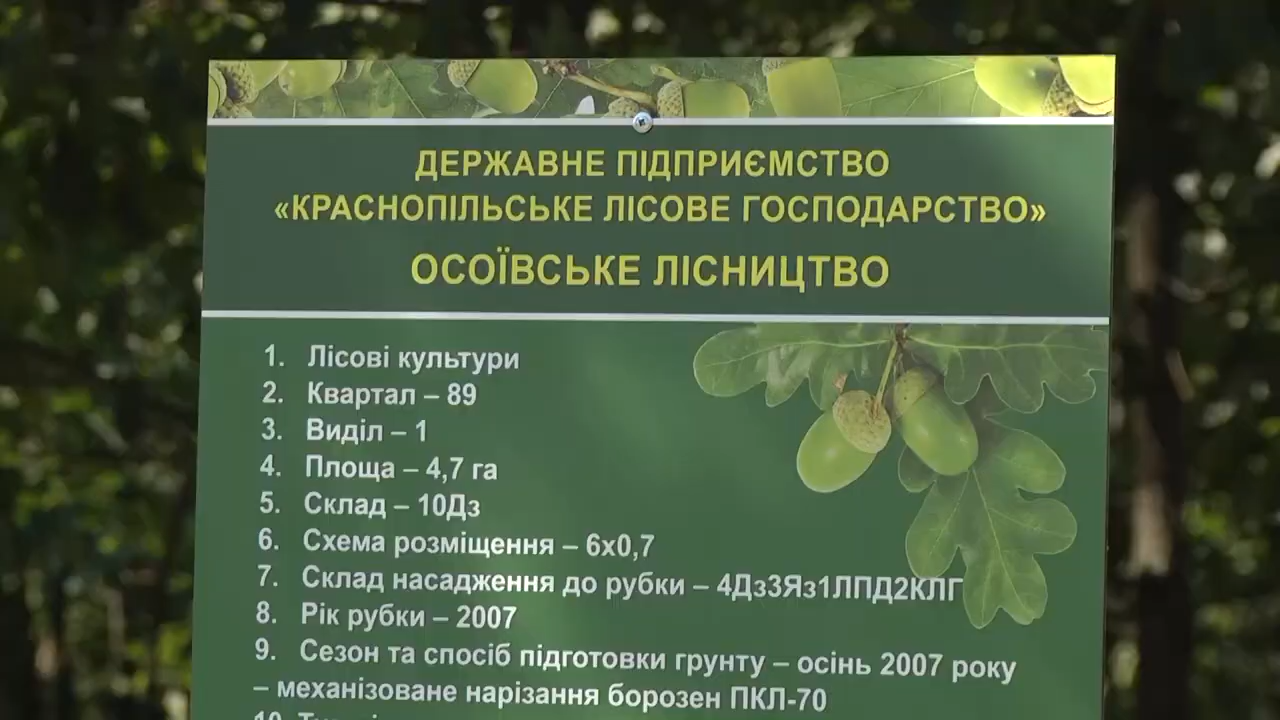 ДЕРЖАВНЕ ПІДПРИЄМСТВО
«КРАСНОПІЛЬСЬКЕ ЛІСОВЕ ГОСПОДАРСТВО»
ОСОЇВСЬКЕ ЛІСНИЦТВО
1. Лісові культури
2. Квартал – 89
3. Виділ – 1
4. Площа – 4,7 га
5. Склад – 10Дз
6. Схема розміщення – 6х0,7
7. Склад насадження до рубки – 4Дз3Яз1ЛПД2КЛГ
8. Рік рубки – 2007
9. Сезон та спосіб підготовки грунту – осінь 2007 року
– механізоване нарізання борозен ПКЛ-70
10.